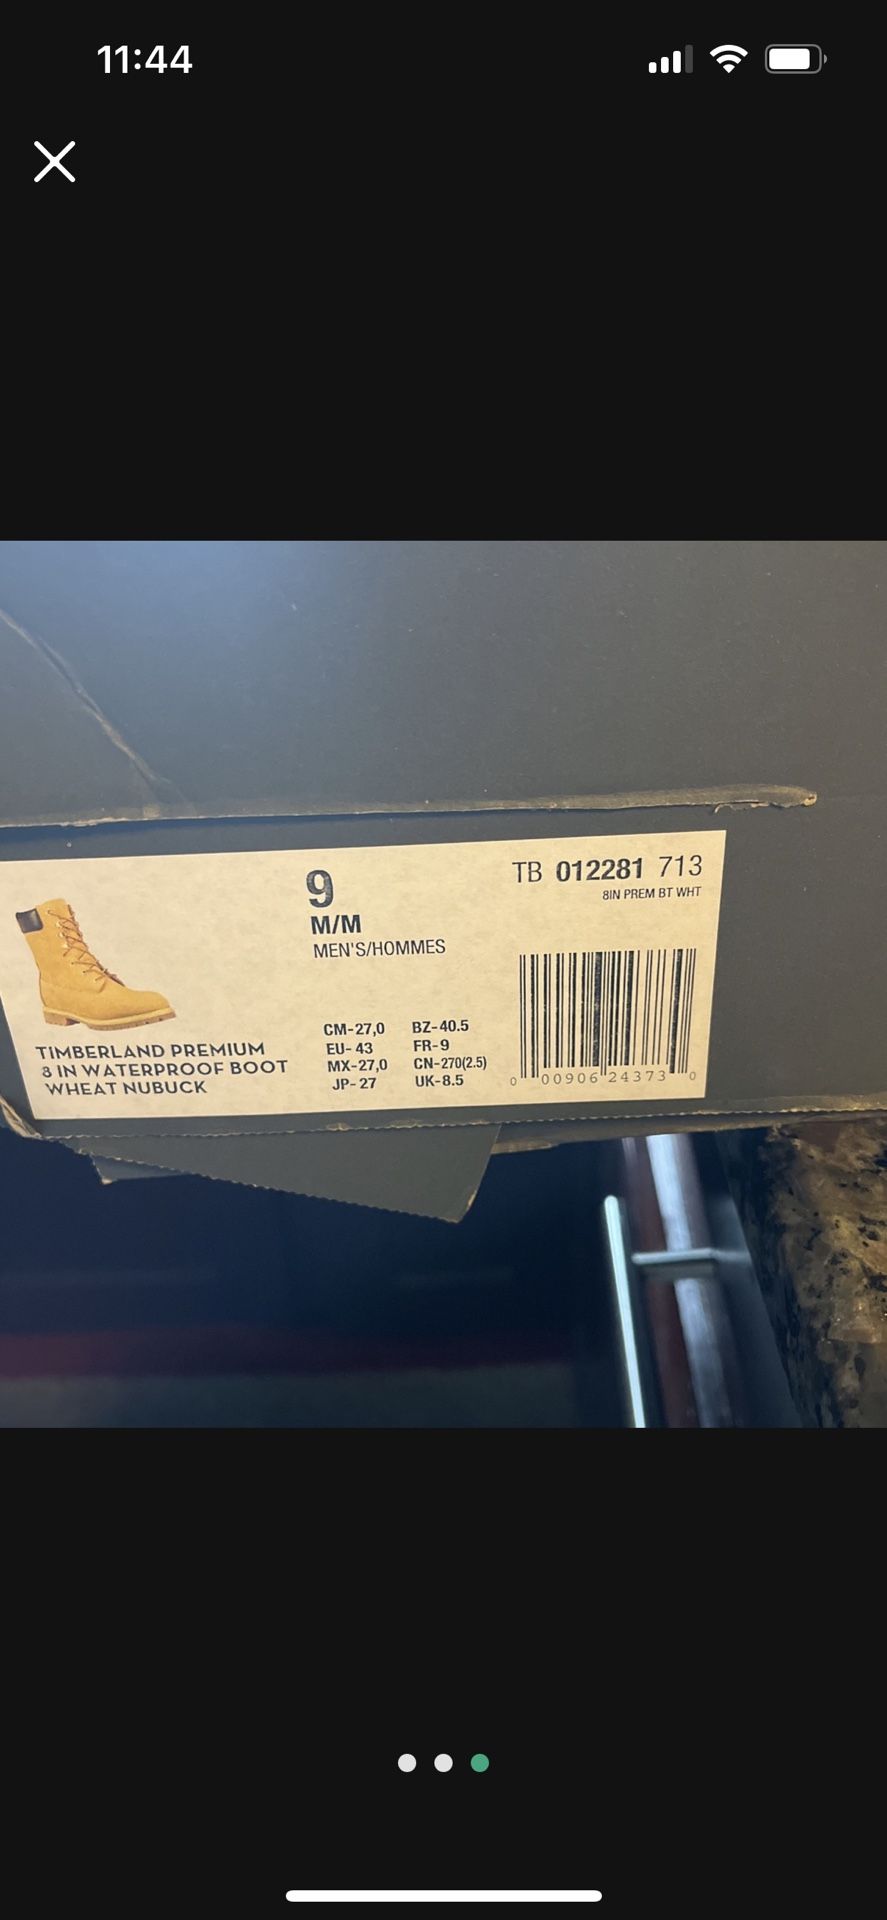 11:44
9
M/M
MEN'S/HOMMES
TB 012281 713
8IN PREM BT WHT
TIMBERLAND PREMIUM
8 IN WATERPROOF BOOT
WHEAT NUBUCK
CM-27,0 BZ-40.5
EU-43 FR-9
MX-27,0 CN-270(2.5)
JP-27 UK-8.5
0 00906 24373 0